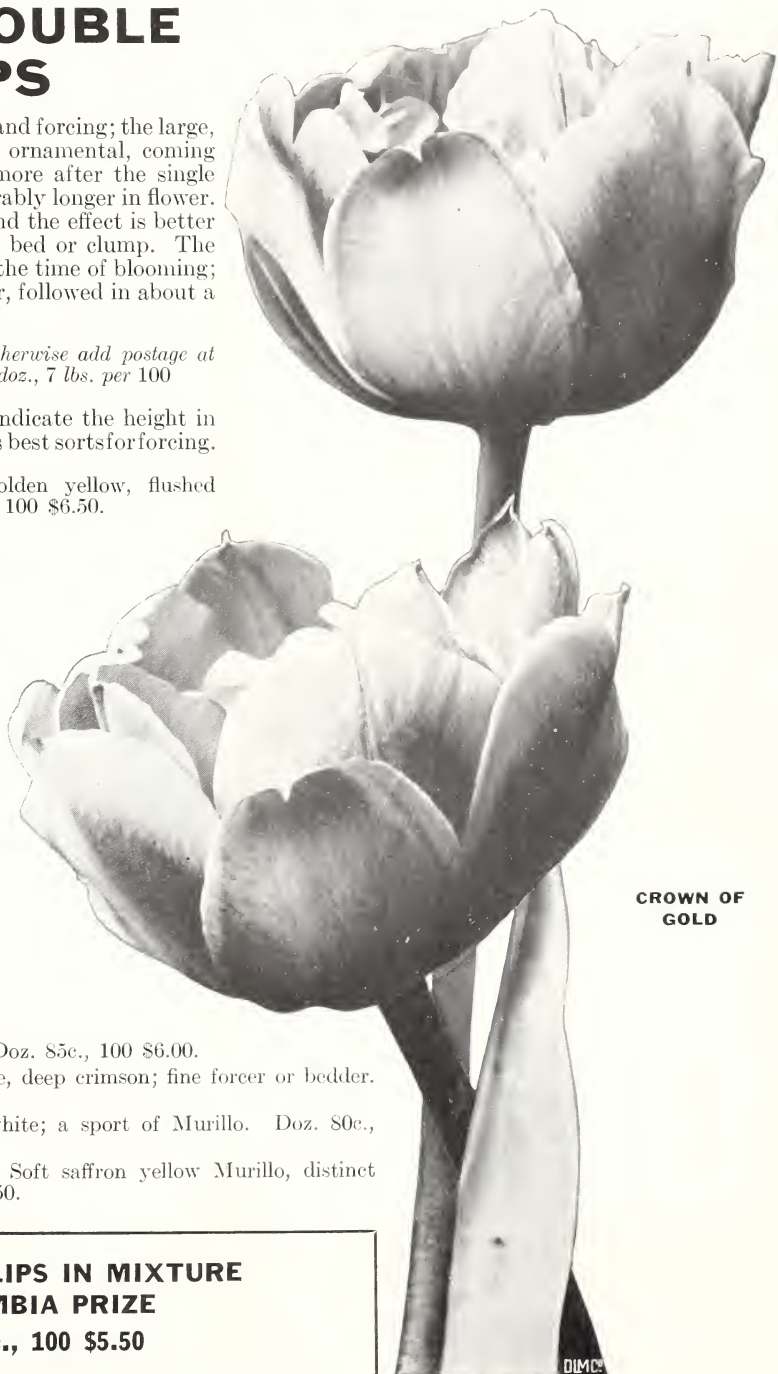 OUBLE
PS
and forcing; the large,
ornamental, coming
more after the single
rably longer in flower.
nd the effect is better
bed or clump. The
the time of blooming;
r, followed in about a
herwise add postage at
doz., 7 lbs. per 100
ndicate the height in
s best sorts for forcing.
olden yellow, flushed
100 $6.50.
CROWN OF
GOLD
Doz. 85c., 100 $6.00.
e, deep crimson; fine forcer or bedder.
hite; a sport of Murillo. Doz. 80c.,
Soft saffron yellow Murillo, distinct
50.
LIPS IN MIXTURE
MBIA PRIZE
c., 100 $5.50
DLMCo